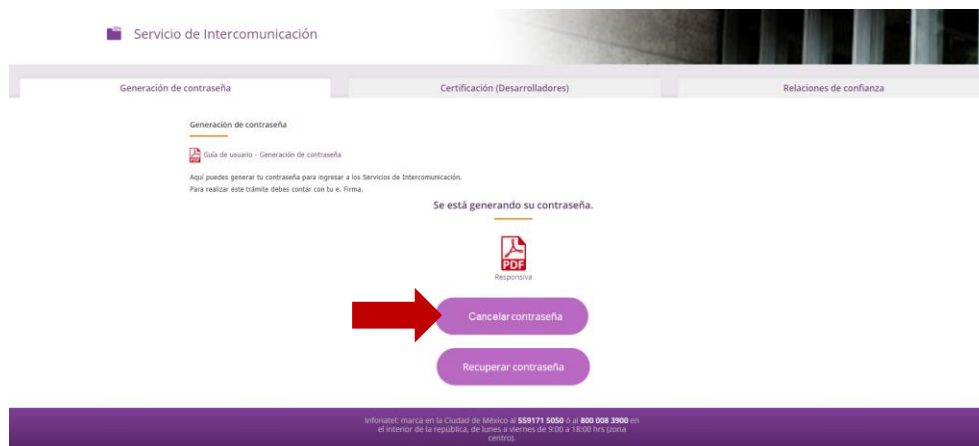 Servicio de Intercomunicación
Generación de contraseña
Certificación (Desarrolladores)
Relaciones de confianza
Generación de contraseña
PDF
Guía de usuario - Generación de contraseña
Aquí puedes generar tu contraseña para ingresar a los Servicios de Intercomunicación.
Para realizar este trámite debes contar con tu e. Firma.
Se está generando su contraseña.
PDF
Responsiva
Cancelar contraseña
Recuperar contraseña
Infonatel: marca en la Ciudad de México al 559171 5050 ó al 800 008 3900 en
el interior de la república, de lunes a viernes de 9:00 a 18:00 hrs (zona
centro).